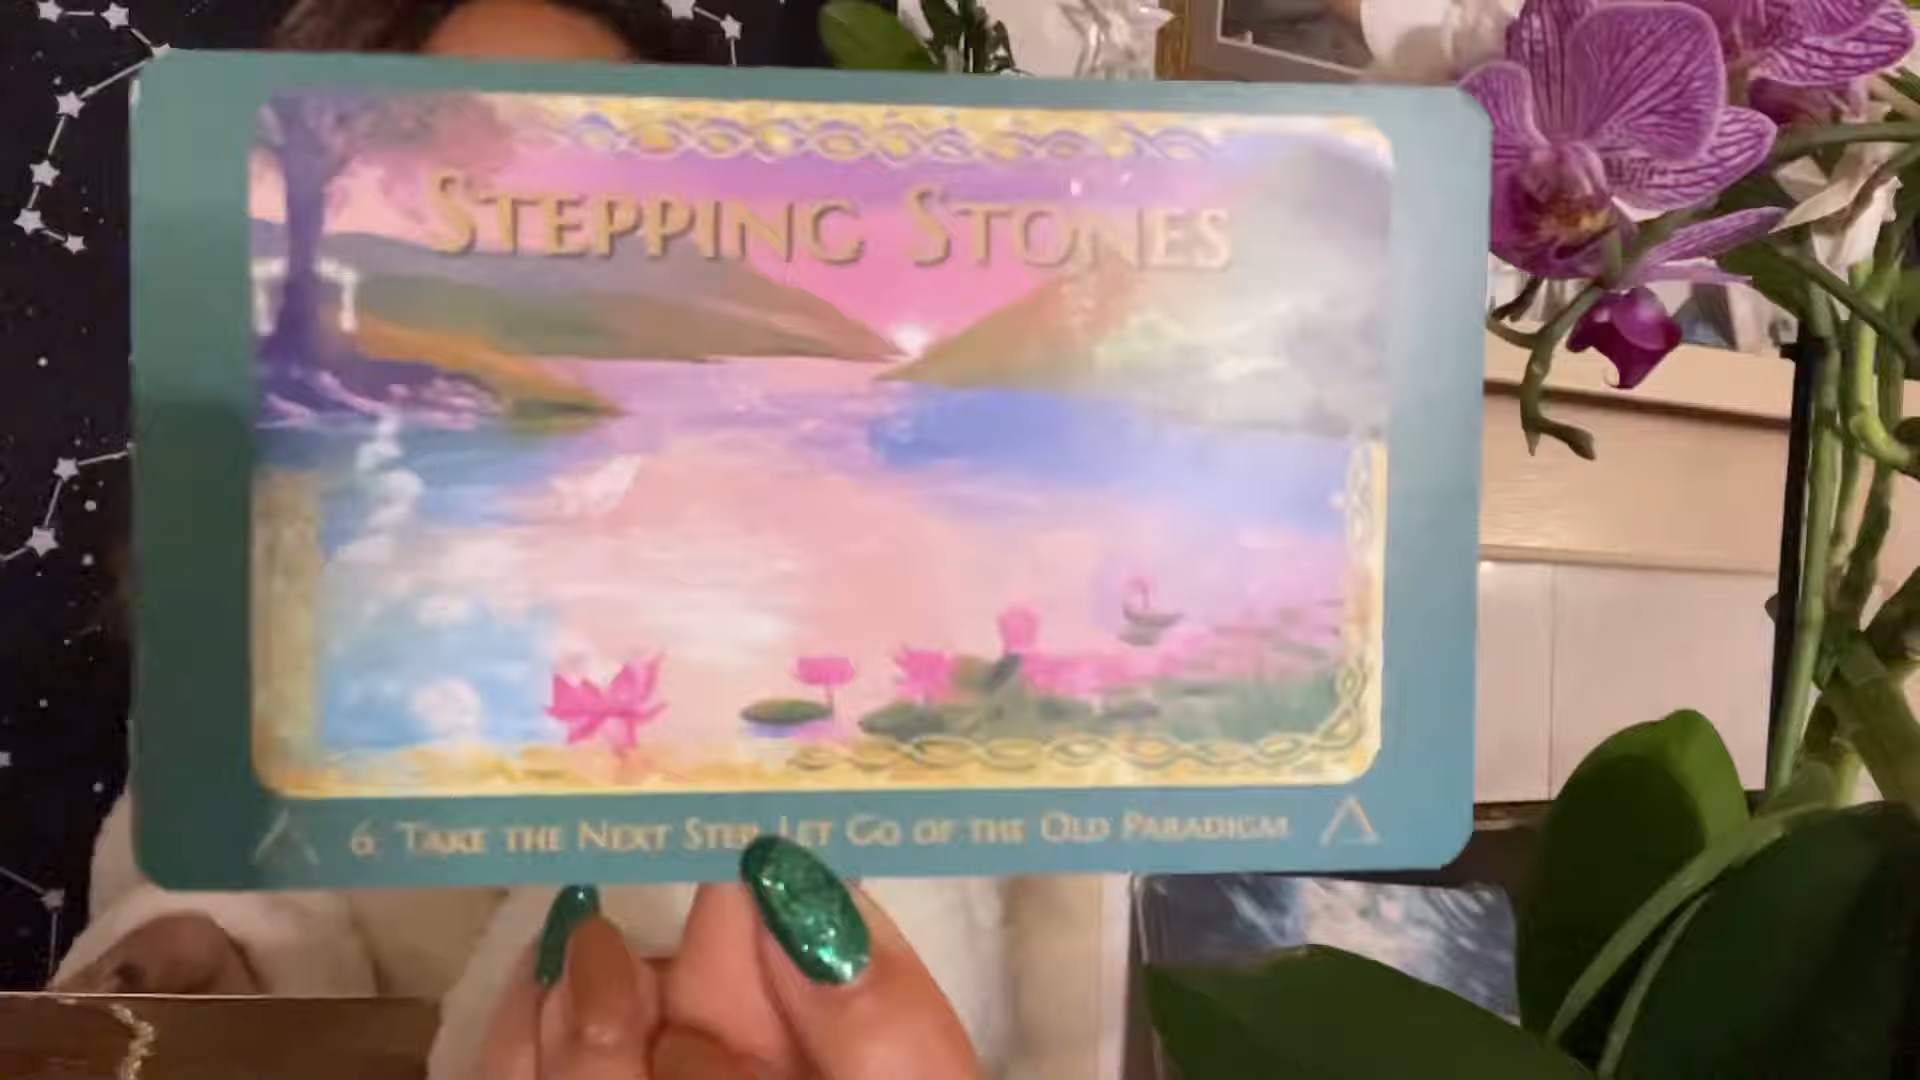 STEPPING STONES
6 TAKE THE NEXT STEP LET GO OF THE OLD PARADIGM